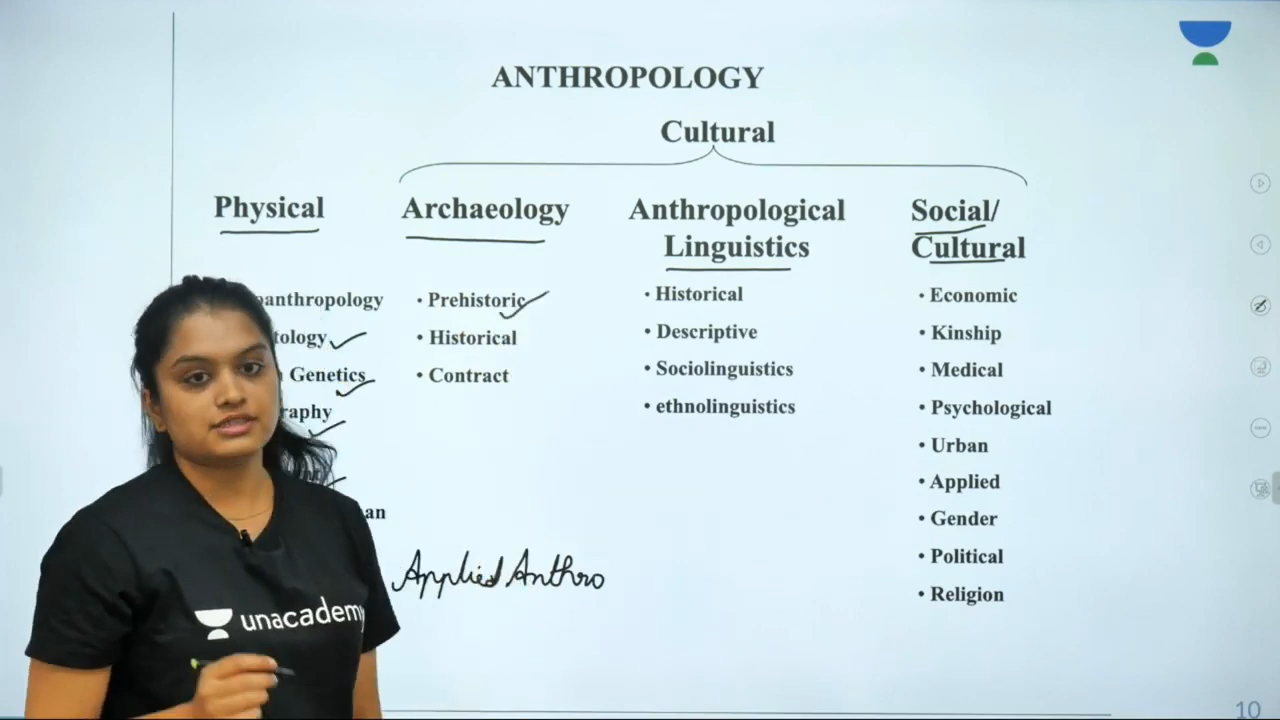 ANTHROPOLOGY
Cultural
Physical
Archaeology
Anthropological
Linguistics
Social/
Cultural
Genetics
• Prehistoric
• Historical
• Contract
• Historical
• Descriptive
• Sociolinguistics
• ethnolinguistics
• Economic
• Kinship
• Medical
• Psychological
• Urban
• Applied
• Gender
• Political
• Religion
Applied Anthro
unacademy
10